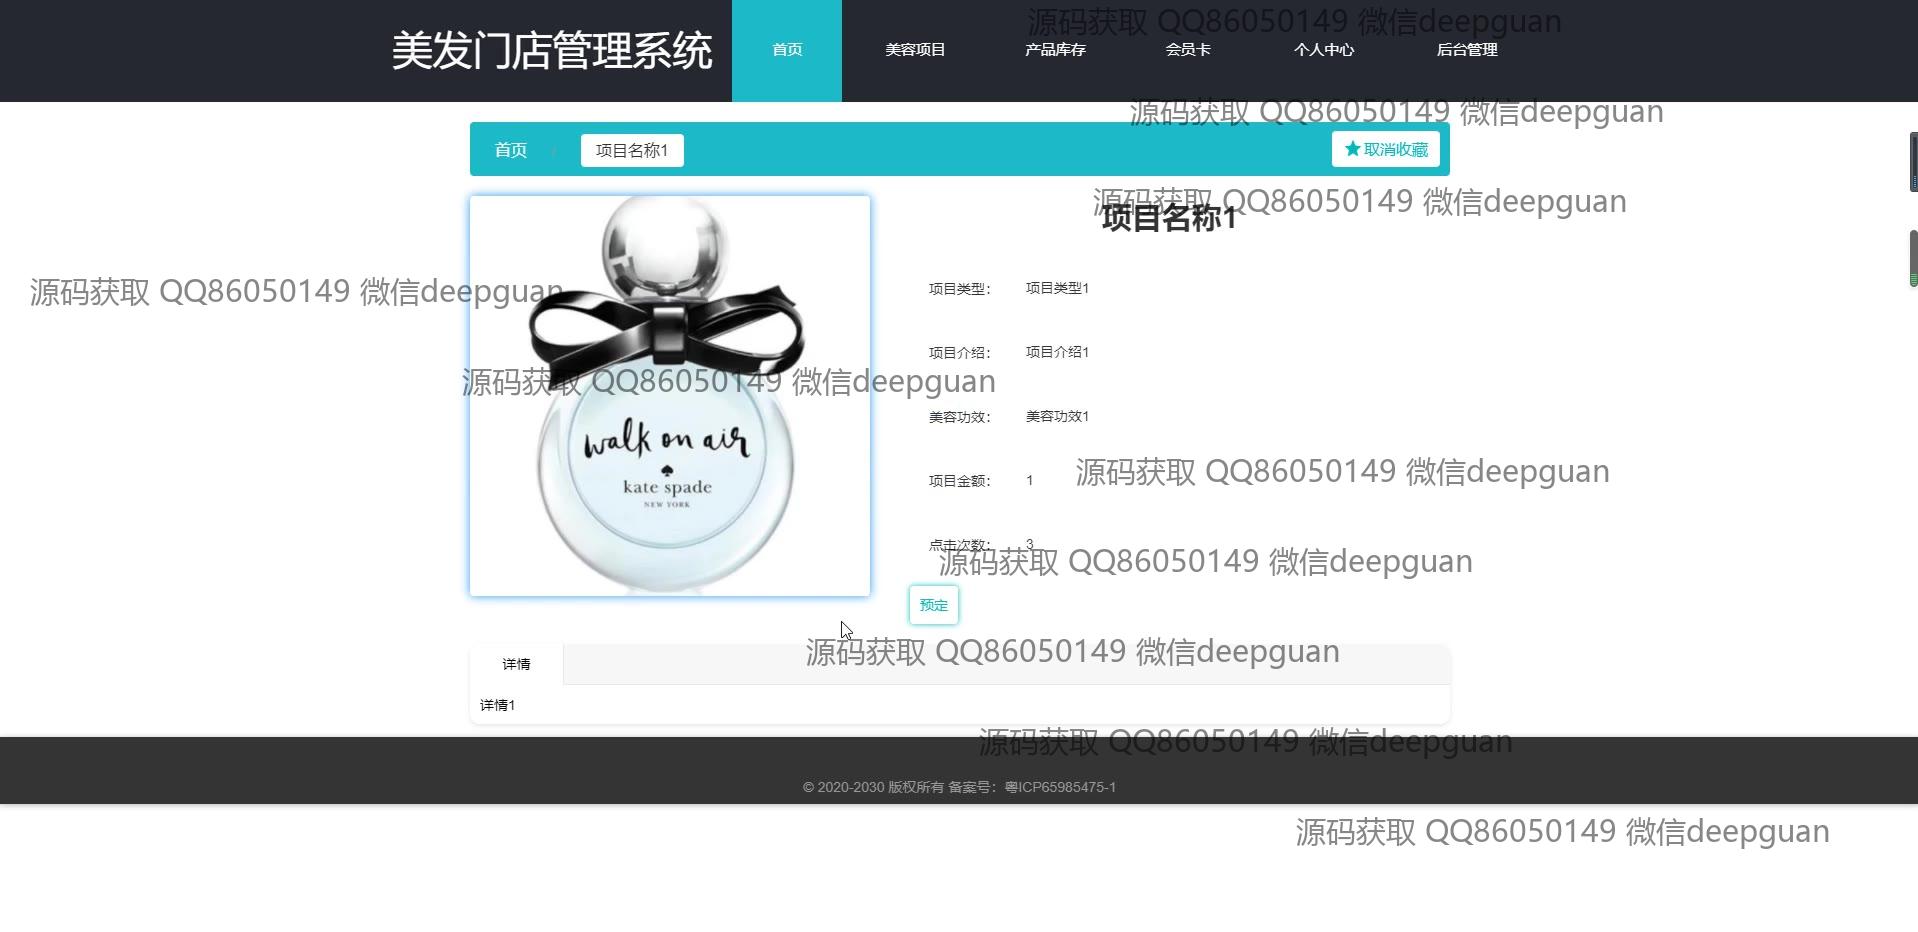 美发门店管理系统 首页 美容项目 产品库存 会员卡 个人中心 后台管理
源码获取 QQ86050149 微信deepguan
源码获取 QQ86050149 微信deepguan
首页 / 项目名称1 ★取消收藏
源码获取 QQ86050149 微信deepguan
项目名称1
项目类型： 项目类型1
源码获取 QQ86050149 微信deepguan
项目介绍： 项目介绍1
源码获取 QQ86050149 微信deepguan
美容功效： 美容功效1
walk on air
kate spade
NEW YORK
源码获取 QQ86050149 微信deepguan
项目金额： 1
点击次数： 3
源码获取 QQ86050149 微信deepguan
预定
源码获取 QQ86050149 微信deepguan
详情
详情1
源码获取 QQ86050149 微信deepguan
© 2020-2030 版权所有 备案号：粤ICP65985475-1
源码获取 QQ86050149 微信deepguan